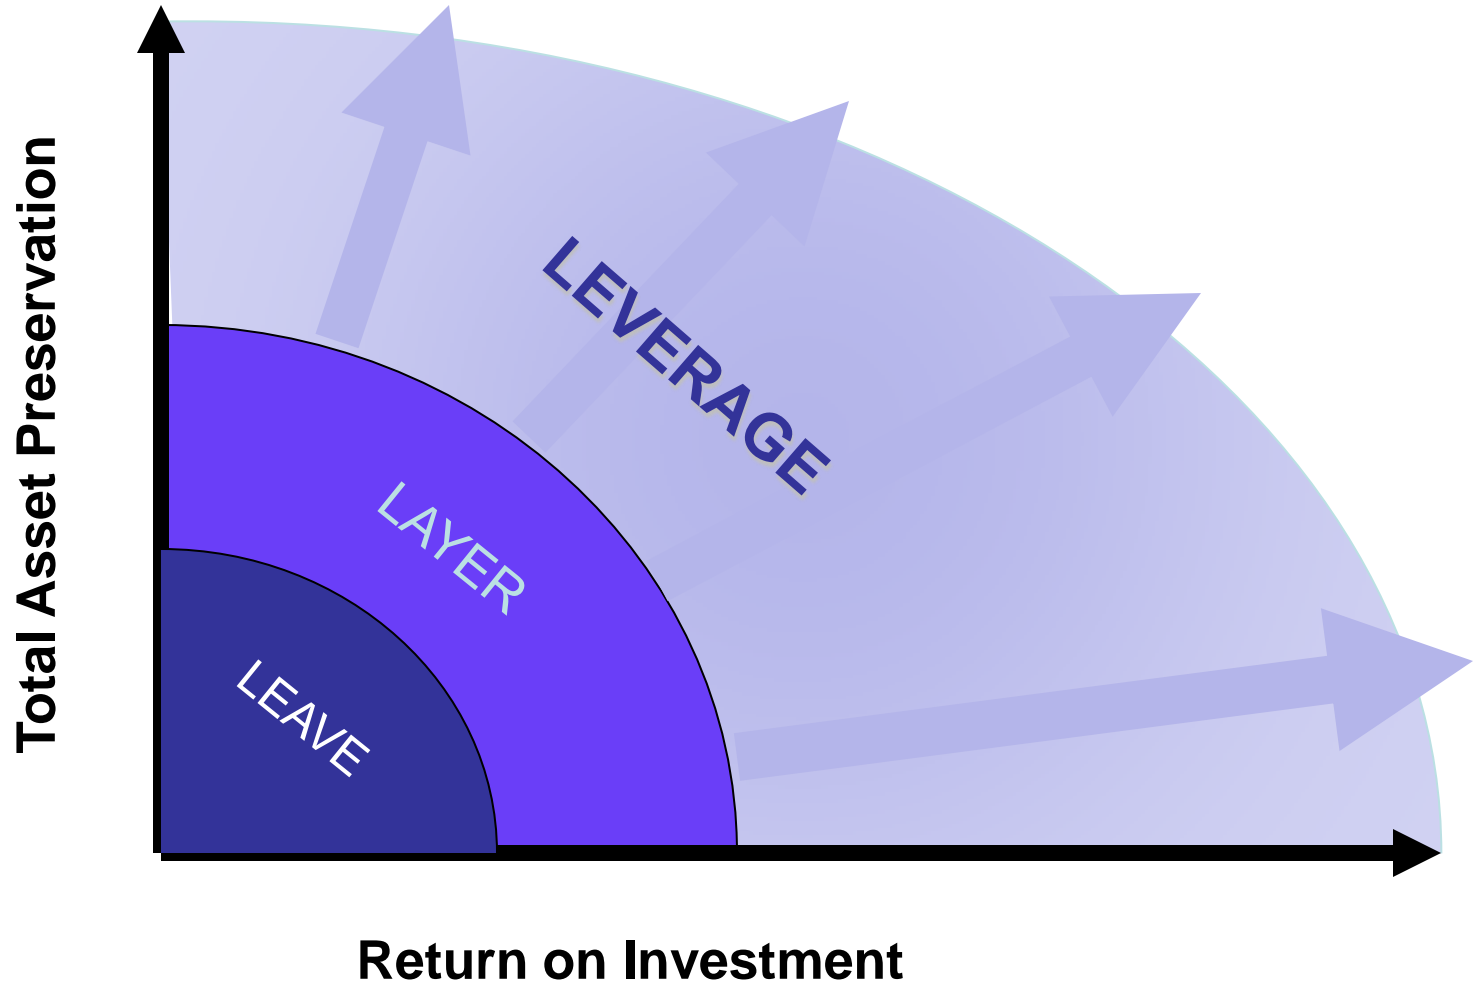 Total Asset Preservation
LEVERAGE
LAYER
LEAVE
Return on Investment